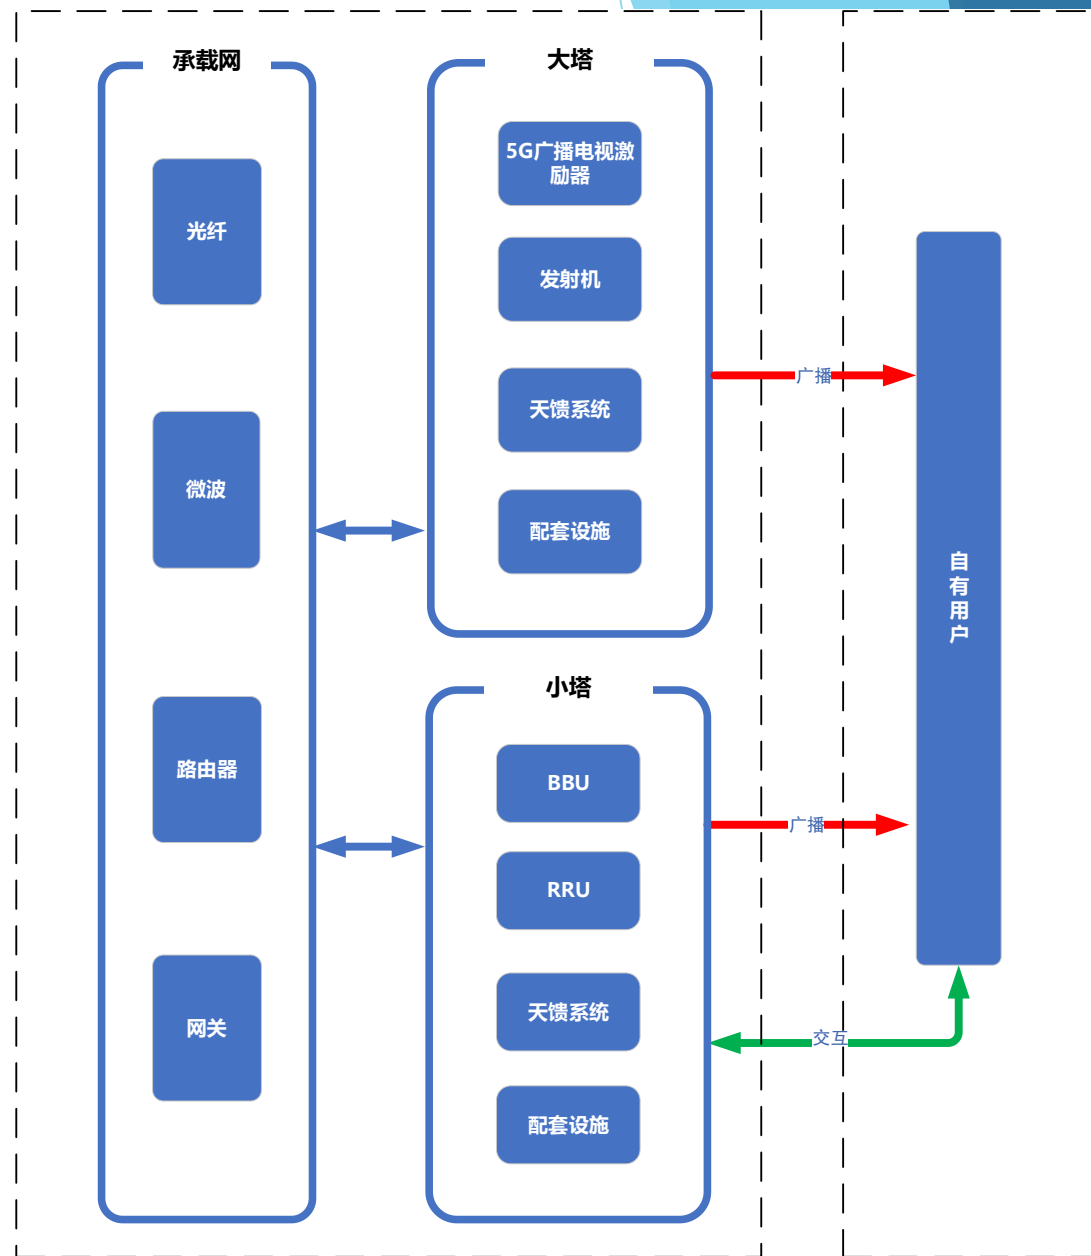 承载网
光纤
微波
路由器
网关
大塔
5G广播电视激
励器
发射机
天馈系统
配套设施
小塔
BBU
RRU
天馈系统
配套设施
广播
广播
交互
自
有
用
户